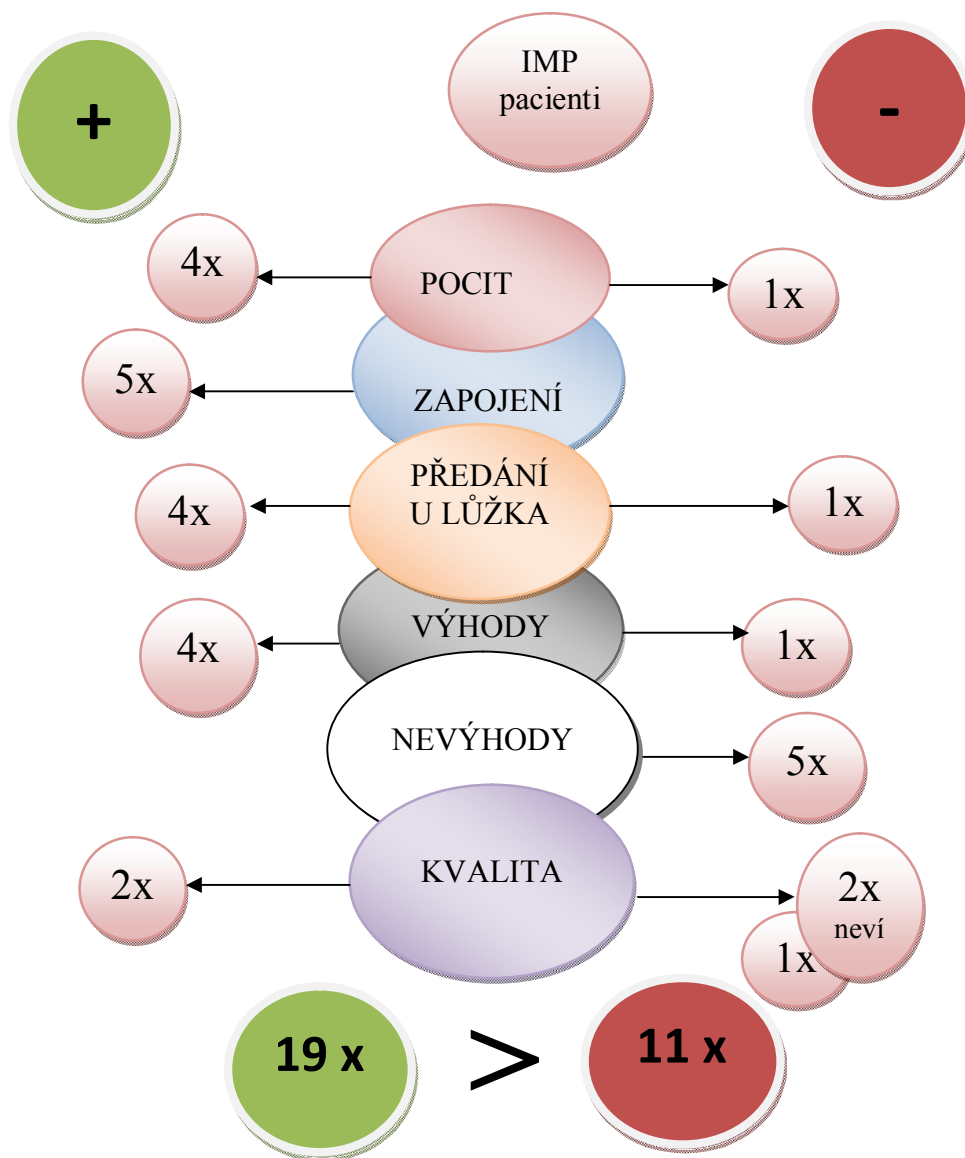 +
IMP
pacienti
-
4x
POCIT
1x
5x
ZAPOJENÍ
4x
PŘEDÁNÍ
U LŮŽKA
1x
4x
VÝHODY
1x
NEVÝHODY
5x
2x
KVALITA
2x
neví
1x
19 x
>
11 x